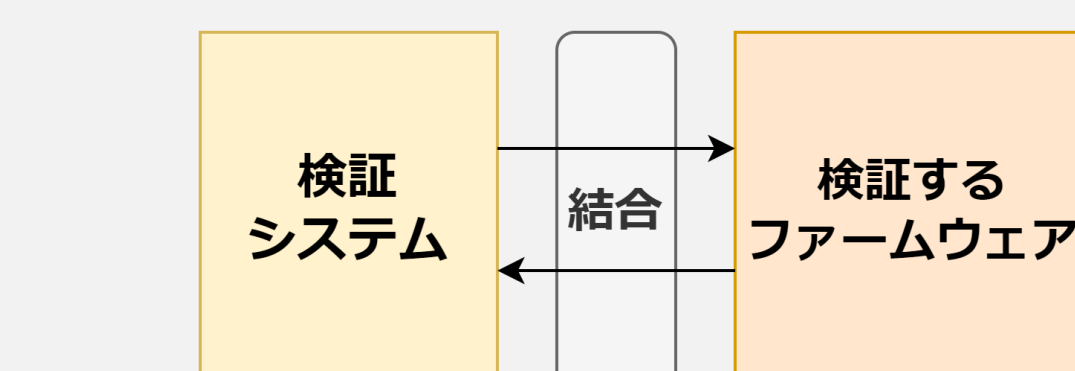 検証
システム
結合
検証する
ファームウェア